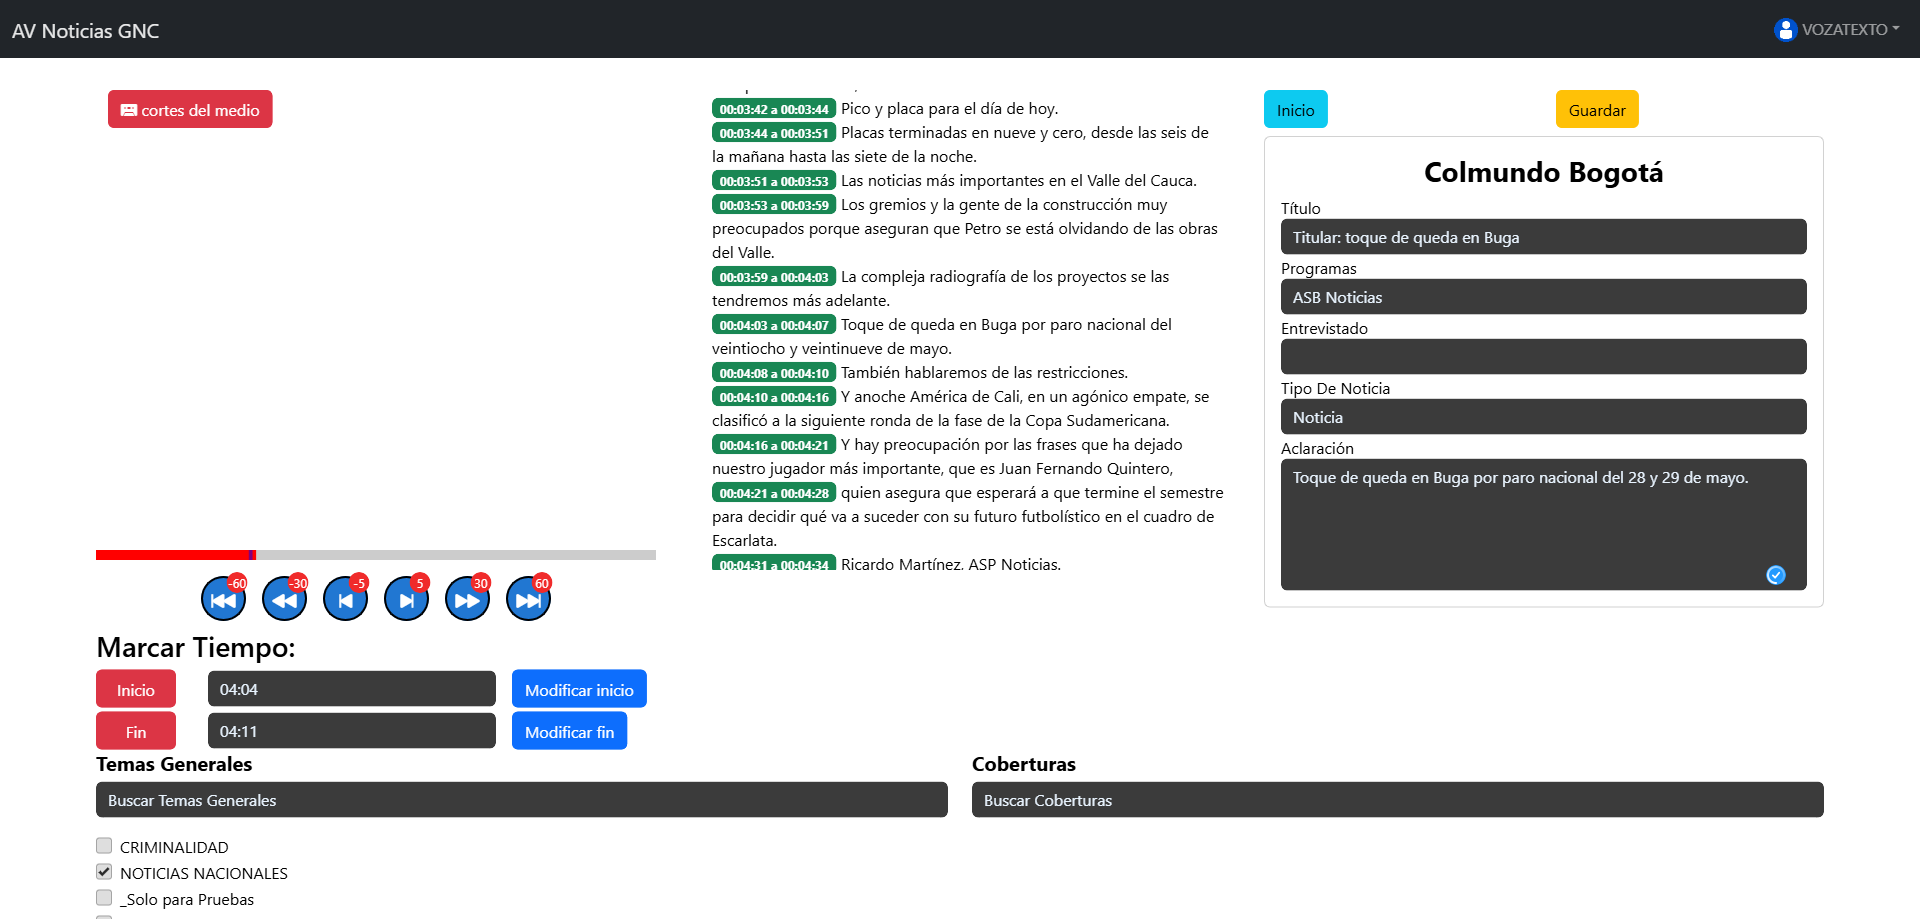 AV Noticias GNC
VOZATEXTO
cortes del medio
00:03:42 a 00:03:44 Pico y placa para el día de hoy.
00:03:44 a 00:03:51 Placas terminadas en nueve y cero, desde las seis de
la mañana hasta las siete de la noche.
00:03:51 a 00:03:53 Las noticias más importantes en el Valle del Cauca.
00:03:53 a 00:03:59 Los gremios y la gente de la construcción muy
preocupados porque aseguran que Petro se está olvidando de las obras
del Valle.
00:03:59 a 00:04:03 La compleja radiografía de los proyectos se las
tendremos más adelante.
00:04:03 a 00:04:07 Toque de queda en Buga por paro nacional del
veintiocho y veintinueve de mayo.
00:04:08 a 00:04:10 También hablaremos de las restricciones.
00:04:10 a 00:04:16 Y anoche América de Cali, en un agónico empate, se
clasificó a la siguiente ronda de la fase de la Copa Sudamericana.
00:04:16 a 00:04:21 Y hay preocupación por las frases que ha dejado
nuestro jugador más importante, que es Juan Fernando Quintero,
00:04:21 a 00:04:28 quien asegura que esperará a que termine el semestre
para decidir qué va a suceder con su futuro futbolístico en el cuadro de
Escarlata.
00:04:31 a 00:04:34 Ricardo Martínez. ASP Noticias.
Inicio
Guardar
Colmundo Bogotá
Título
Titular: toque de queda en Buga
Programas
ASB Noticias
Entrevistado
Tipo De Noticia
Noticia
Aclaración
Toque de queda en Buga por paro nacional del 28 y 29 de mayo.
-60
-30
-5
5
30
60
Marcar Tiempo:
Inicio
04:04
Modificar inicio
Fin
04:11
Modificar fin
Temas Generales
Buscar Temas Generales
CRIMINALIDAD
NOTICIAS NACIONALES
_Solo para Pruebas
Coberturas
Buscar Coberturas